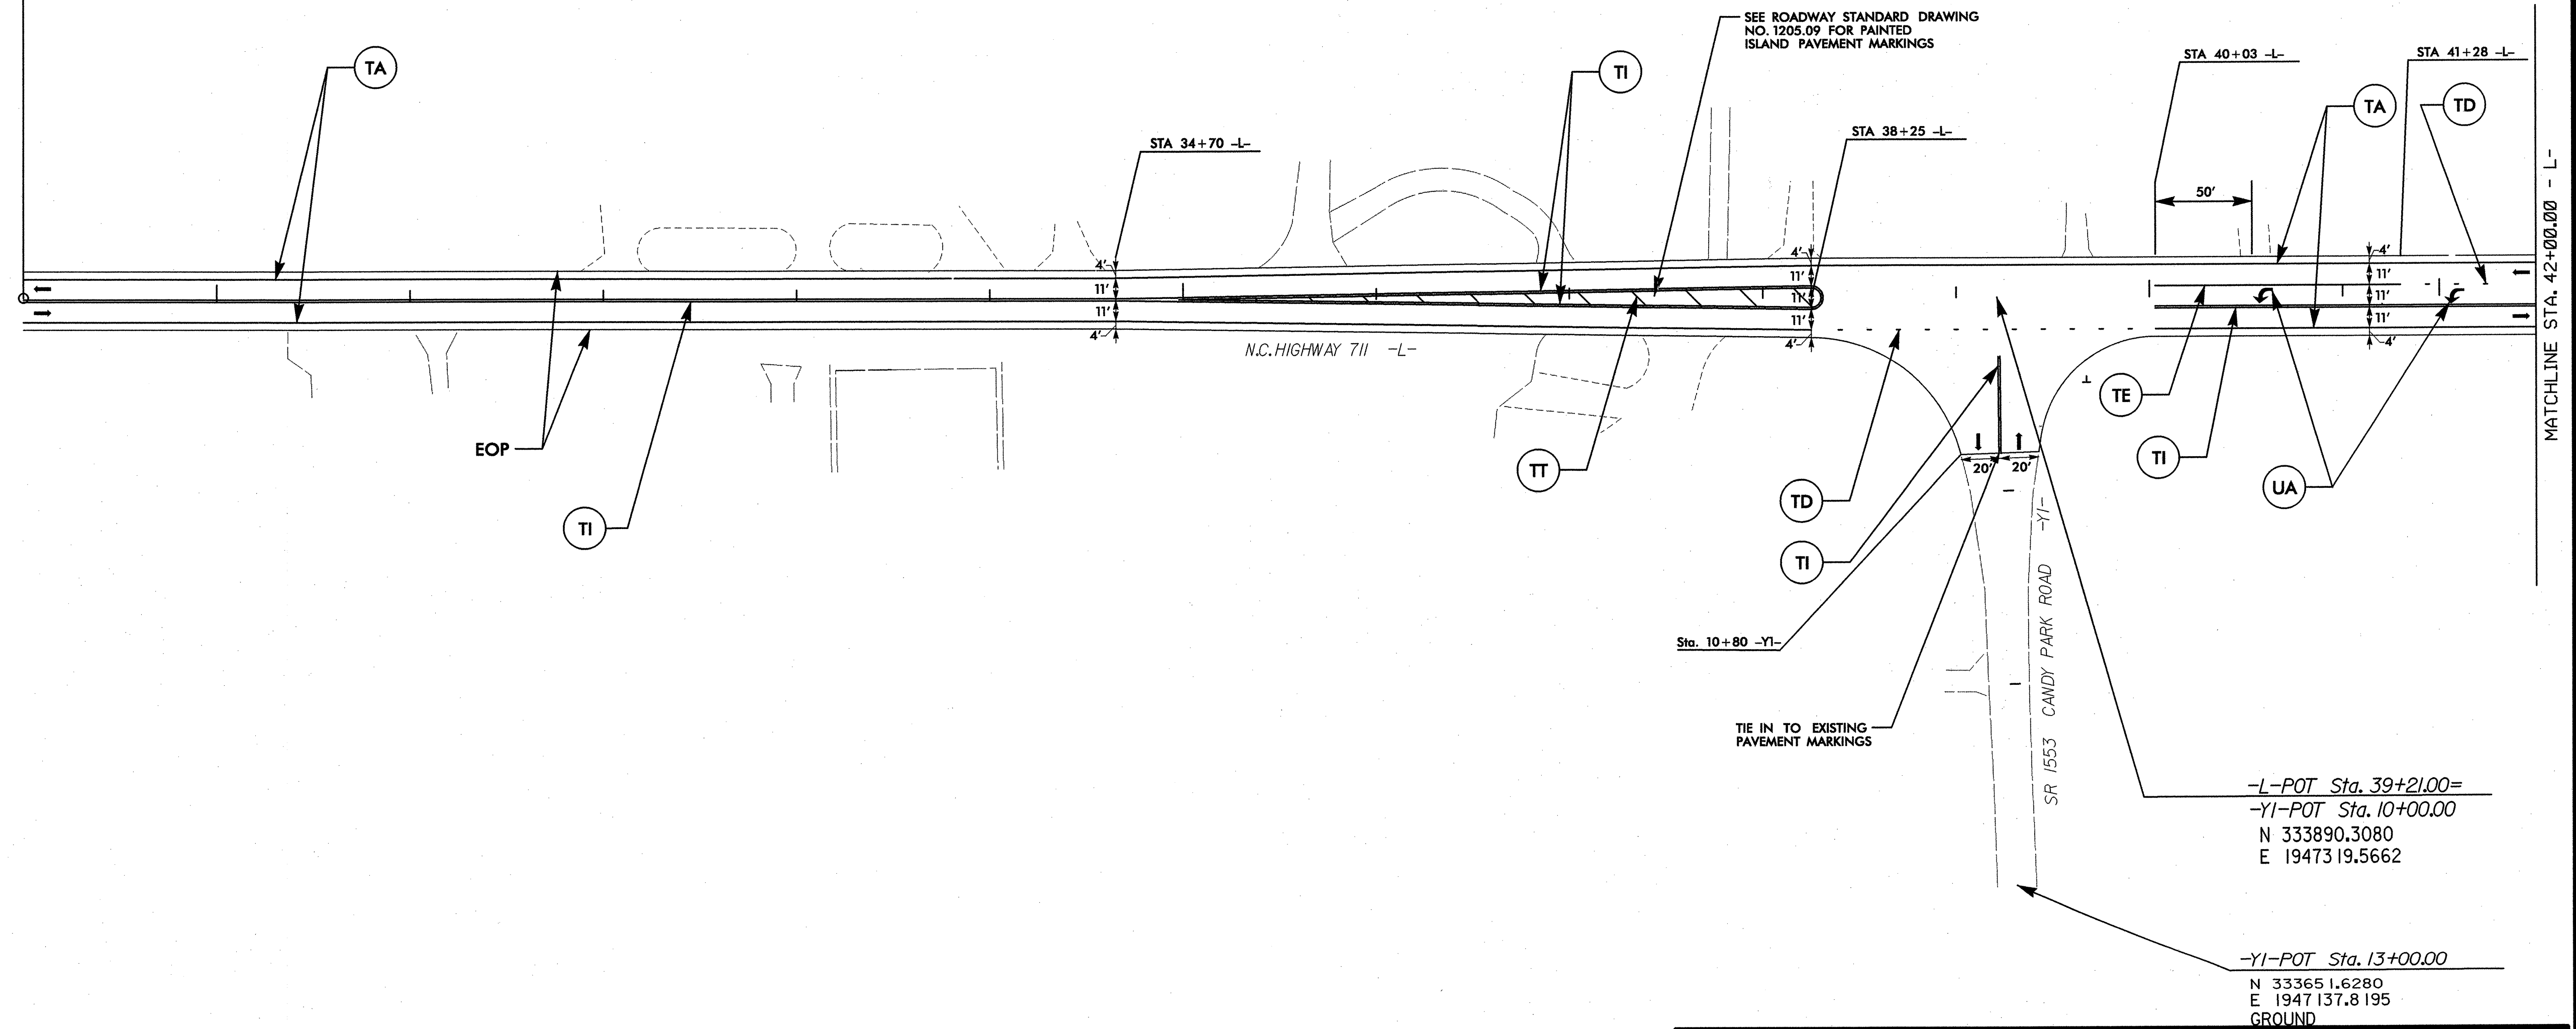 SEE ROADWAY STANDARD DRAWING
NO. 1205.09 FOR PAINTED
ISLAND PAVEMENT MARKINGS
STA 40+03 -L-
STA 41+28 -L-
TA
TI
TA
TD
STA 34+70 -L-
STA 38+25 -L-
50'
MATCHLINE STA. 42+00.00 - L-
4'
11'
11'
4'
4'
11'
11'
11'
4'
4'
11'
11'
11'
4'
N.C. HIGHWAY 711 -L-
EOP
TI
TT
TD
TI
TE
TI
UA
20'
20'
Sta. 10+80 -Y1-
SR 1553 CANDY PARK ROAD -Y1-
TIE IN TO EXISTING
PAVEMENT MARKINGS
-L-POT Sta. 39+21.00=
-Y1-POT Sta. 10+00.00
N 333890.3080
E 1947319.5662
-Y1-POT Sta. 13+00.00
N 333651.6280
E 1947137.8195
GROUND